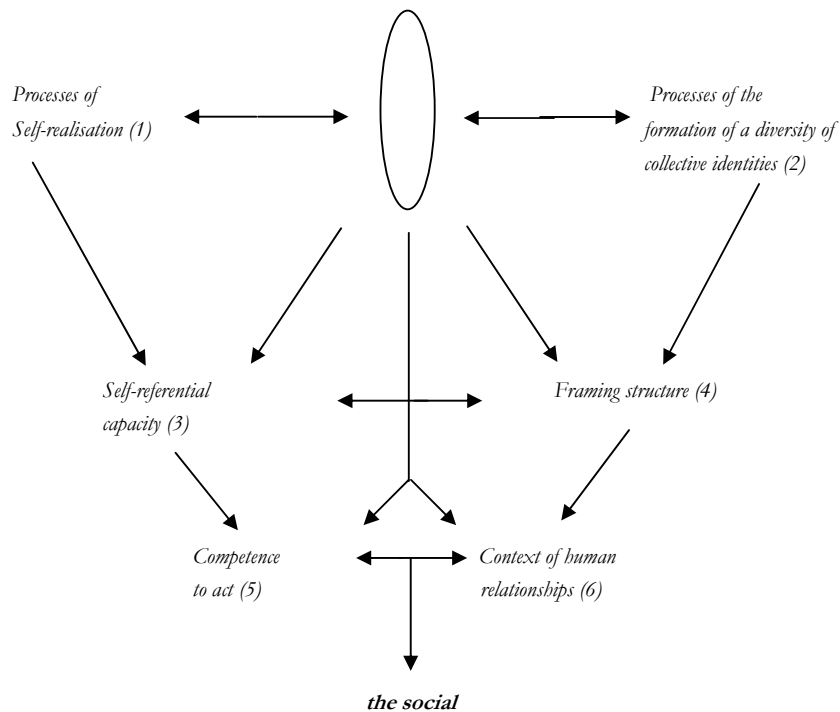 Processes of
Self-realisation (1)
Processes of the
formation of a diversity of
collective identities (2)
Self-referential
capacity (3)
Framing structure (4)
Competence
to act (5)
Context of human
relationships (6)
the social